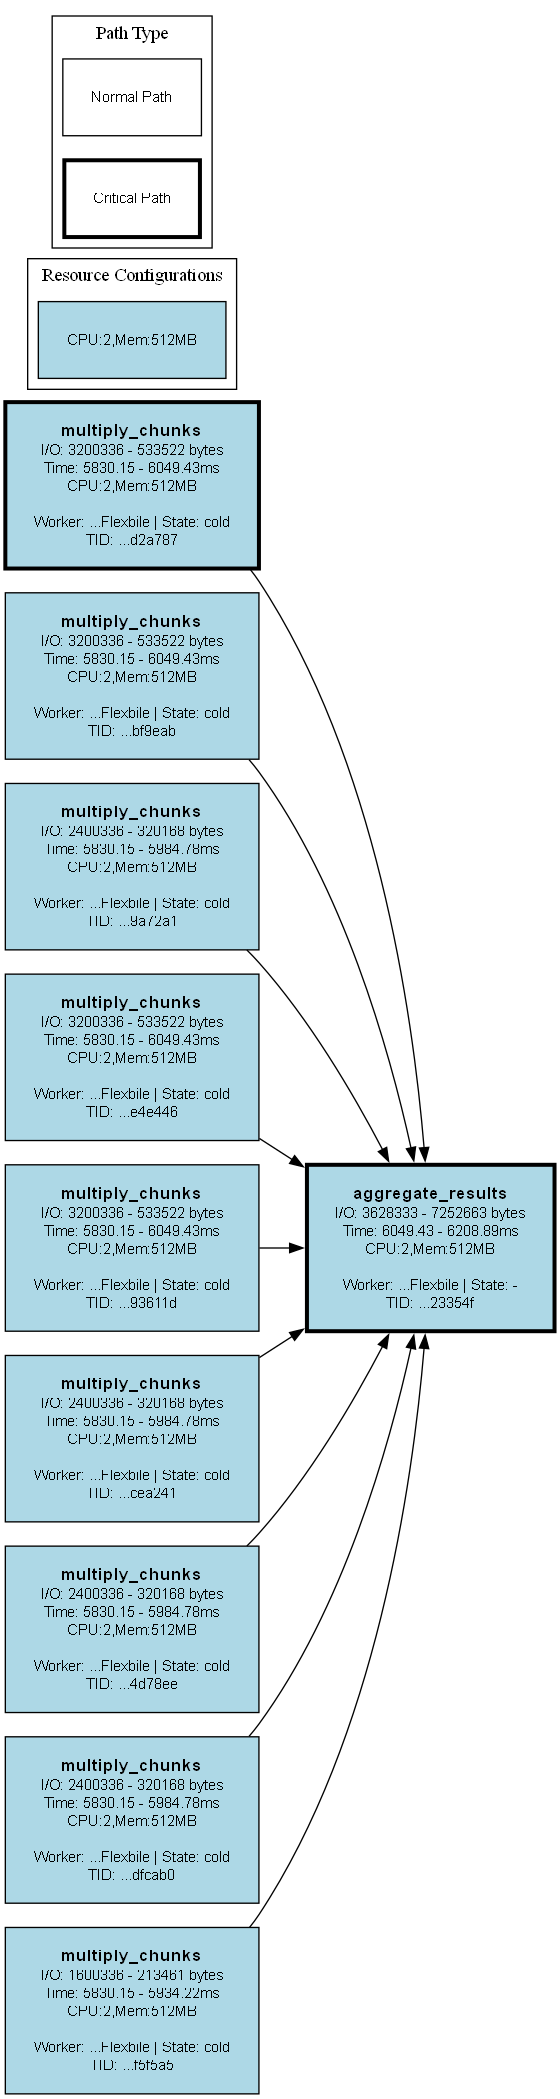 Path Type
Normal Path
Critical Path
Resource Configurations
CPU:2,Mem:512MB
multiply_chunks
I/O: 3200336 - 533522 bytes
Time: 5830.15 - 6049.43ms
CPU:2,Mem:512MB
Worker: ...Flexbile | State: cold
TID: ...d2a787
multiply_chunks
I/O: 3200336 - 533522 bytes
Time: 5830.15 - 6049.43ms
CPU:2,Mem:512MB
Worker: ...Flexbile | State: cold
TID: ...bf9eab
multiply_chunks
I/O: 2400336 - 320168 bytes
Time: 5830.15 - 5984.78ms
CPU:2,Mem:512MB
Worker: ...Flexbile | State: cold
TID: ...9a72a1
multiply_chunks
I/O: 3200336 - 533522 bytes
Time: 5830.15 - 6049.43ms
CPU:2,Mem:512MB
Worker: ...Flexbile | State: cold
TID: ...e4e446
multiply_chunks
I/O: 3200336 - 533522 bytes
Time: 5830.15 - 6049.43ms
CPU:2,Mem:512MB
Worker: ...Flexbile | State: cold
TID: ...93611d
aggregate_results
I/O: 3628333 - 7252663 bytes
Time: 6049.43 - 6208.89ms
CPU:2,Mem:512MB
Worker: ...Flexbile | State: -
TID: ...23354f
multiply_chunks
I/O: 2400336 - 320168 bytes
Time: 5830.15 - 5984.78ms
CPU:2,Mem:512MB
Worker: ...Flexbile | State: cold
TID: ...cea241
multiply_chunks
I/O: 2400336 - 320168 bytes
Time: 5830.15 - 5984.78ms
CPU:2,Mem:512MB
Worker: ...Flexbile | State: cold
TID: ...4d78ee
multiply_chunks
I/O: 2400336 - 320168 bytes
Time: 5830.15 - 5984.78ms
CPU:2,Mem:512MB
Worker: ...Flexbile | State: cold
TID: ...dfcab0
multiply_chunks
I/O: 1600336 - 213461 bytes
Time: 5830.15 - 5934.22ms
CPU:2,Mem:512MB
Worker: ...Flexbile | State: cold
TID: ...f5f5a5